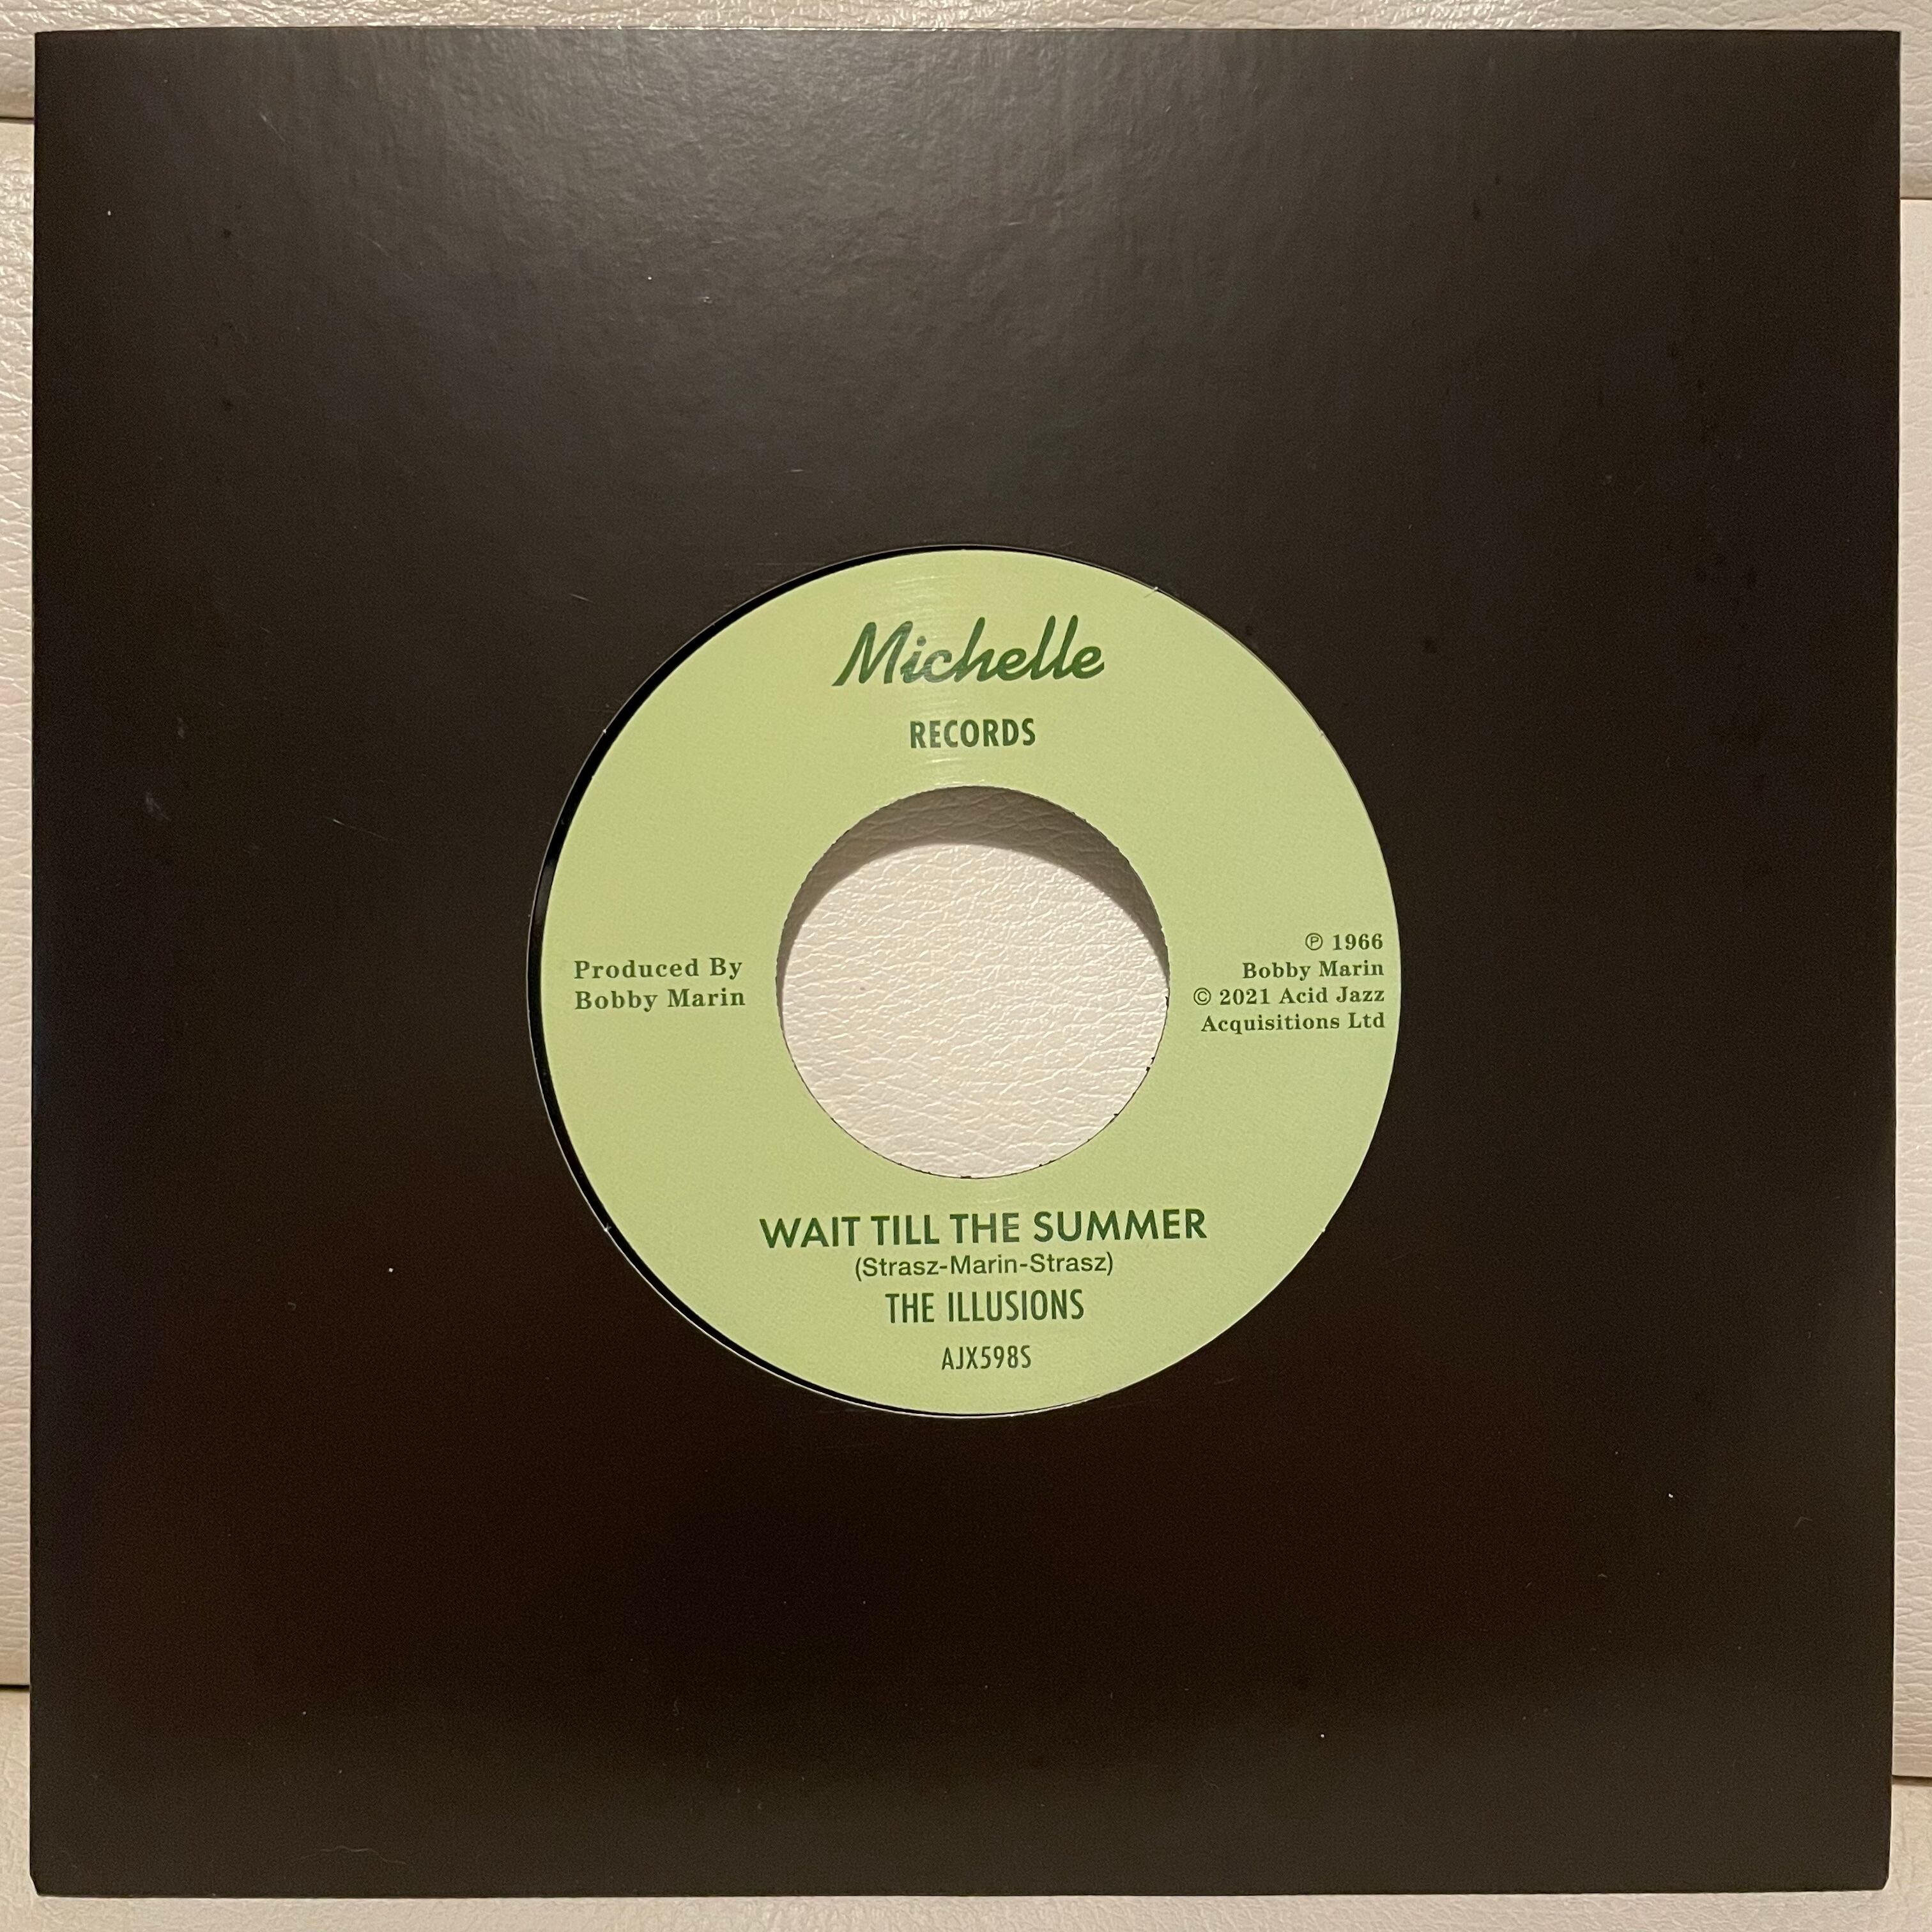 Michelle
RECORDS
Produced By
Bobby Marin
℗ 1966
Bobby Marin
© 2021 Acid Jazz
Acquisitions Ltd
WAIT TILL THE SUMMER
(Strasz-Marin-Strasz)
THE ILLUSIONS
AJX598S